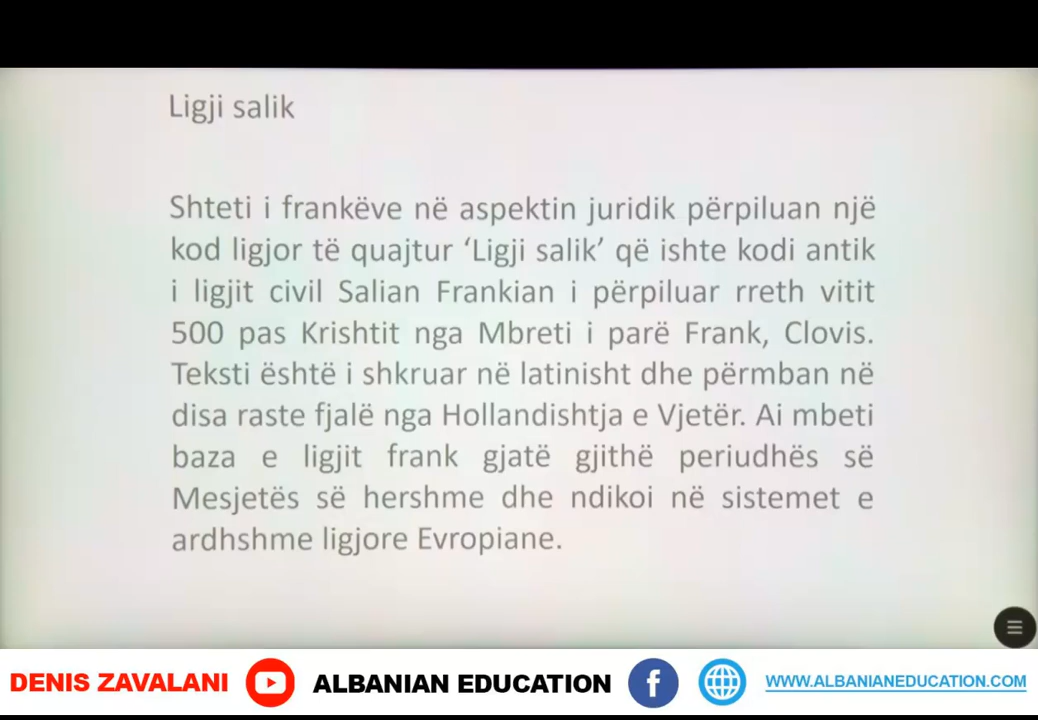 Ligji salik
Shteti i frankëve në aspektin juridik përpiluan një
kod ligjor të quajtur ‘Ligji salik’ që ishte kodi antik
i ligjit civil Salian Frankian i përpiluar rreth vitit
500 pas Krishtit nga Mbreti i parë Frank, Clovis.
Teksti është i shkruar në latinisht dhe përmban në
disa raste fjalë nga Hollandishtja e Vjetër. Ai mbeti
baza e ligjit frank gjatë gjithë periudhës së
Mesjetës së hershme dhe ndikoi në sistemet e
ardhshme ligjore Evropiane.
DENIS ZAVALANI ALBANIAN EDUCATION WWW.ALBANIANEDUCATION.COM